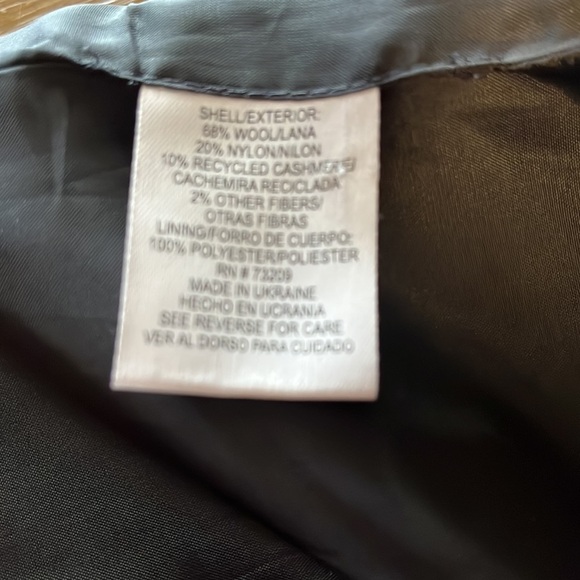 SHELL/EXTERIOR:
68% WOOL/LANA
20% NYLON/NILON
10% RECYCLED CASHMERE/
CACHEMIRA RECICLADA
2% OTHER FIBERS/
OTRAS FIBRAS
LINING/FORRO DE CUERPO:
100% POLYESTER/POLIESTER
RN # 73209
MADE IN UKRAINE
HECHO EN UCRANIA
SEE REVERSE FOR CARE
VER AL DORSO PARA CUIDADO